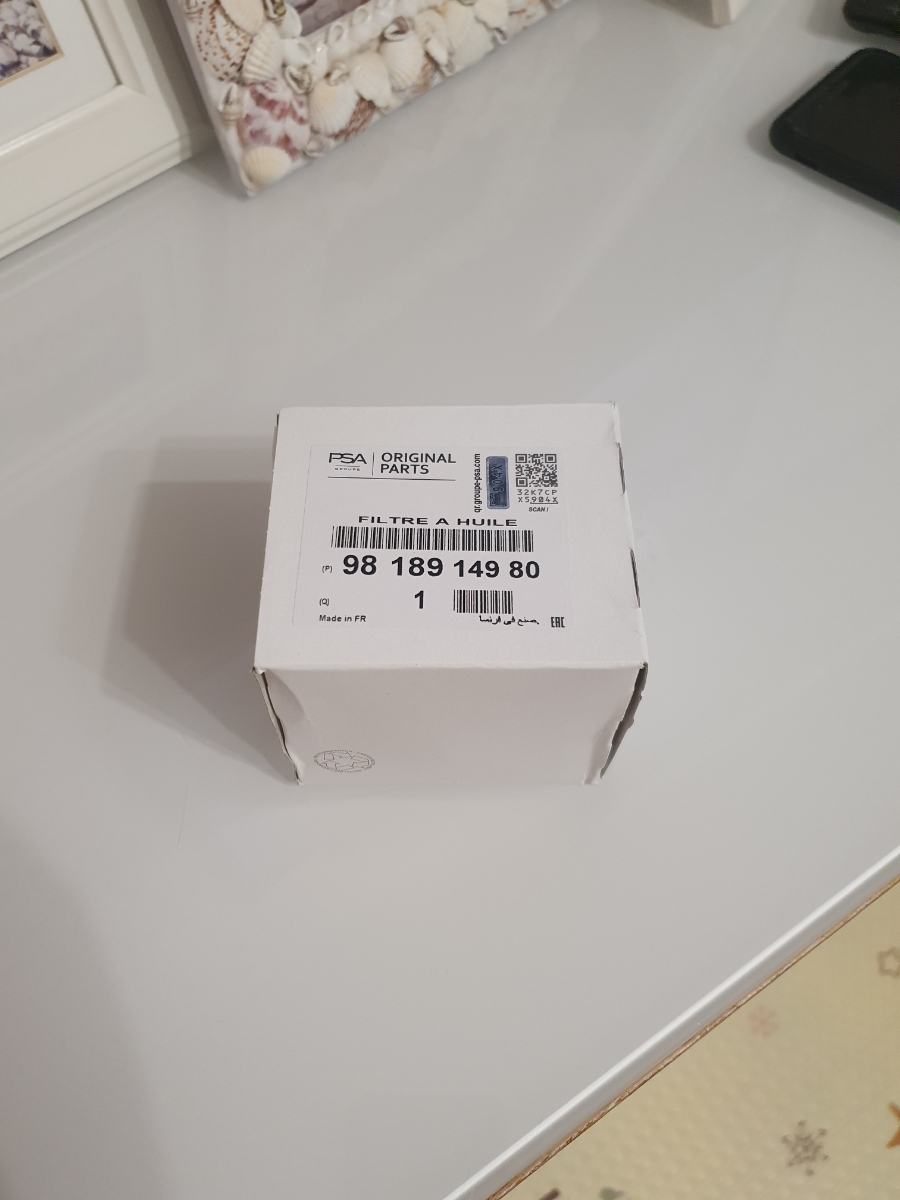 PSA
GROUPE
ORIGINAL
PARTS
qr.groupe-psa.com
32K7CP
X5904X
SCAN!
FILTRE A HUILE
(P) 98 189 149 80
(Q) 1
Made in FR
صنع في فرنسا
EAC